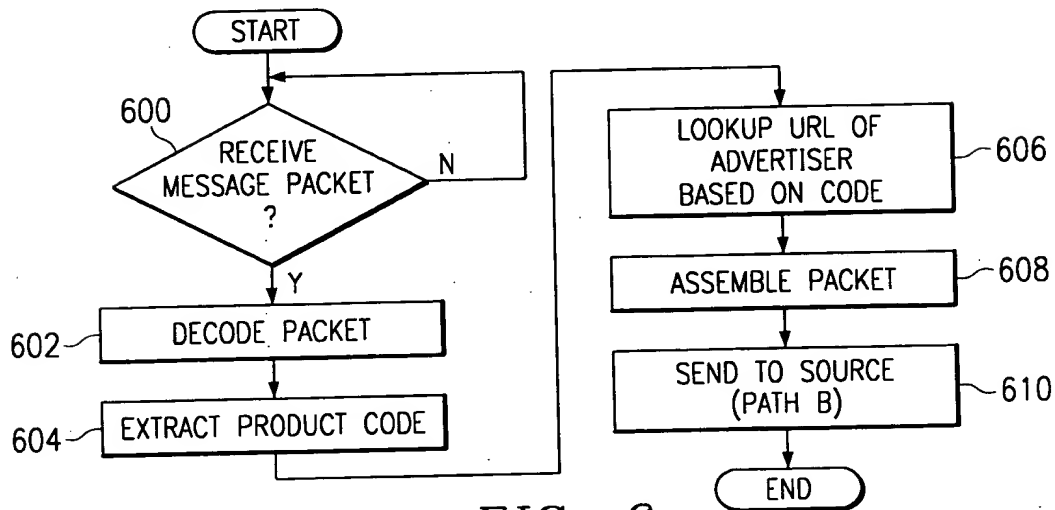 START
600
RECEIVE
MESSAGE PACKET
?
N
Y
602
DECODE PACKET
604
EXTRACT PRODUCT CODE
LOOKUP URL OF
ADVERTISER
BASED ON CODE
606
ASSEMBLE PACKET
608
SEND TO SOURCE
(PATH B)
610
END